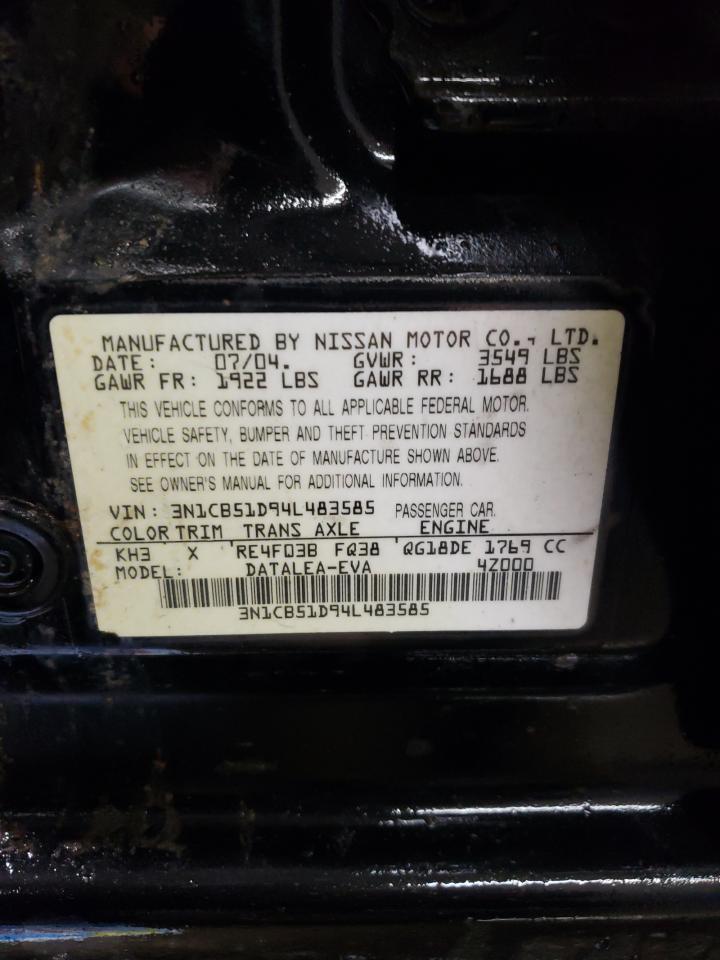 MANUFACTURED BY NISSAN MOTOR CO., LTD.
DATE: 07/04. GVWR: 3549 LBS
GAWR FR: 1922 LBS GAWR RR: 1688 LBS
THIS VEHICLE CONFORMS TO ALL APPLICABLE FEDERAL MOTOR.
VEHICLE SAFETY, BUMPER AND THEFT PREVENTION STANDARDS
IN EFFECT ON THE DATE OF MANUFACTURE SHOWN ABOVE.
SEE OWNER'S MANUAL FOR ADDITIONAL INFORMATION.
VIN: 3N1CB51D94L483585 PASSENGER CAR.
COLOR TRIM TRANS AXLE ENGINE
KH3 X RE4F03B FQ38 QG18DE 1769 CC
MODEL: DATALEA-EVA 4Z000
3N1CB51D94L483585